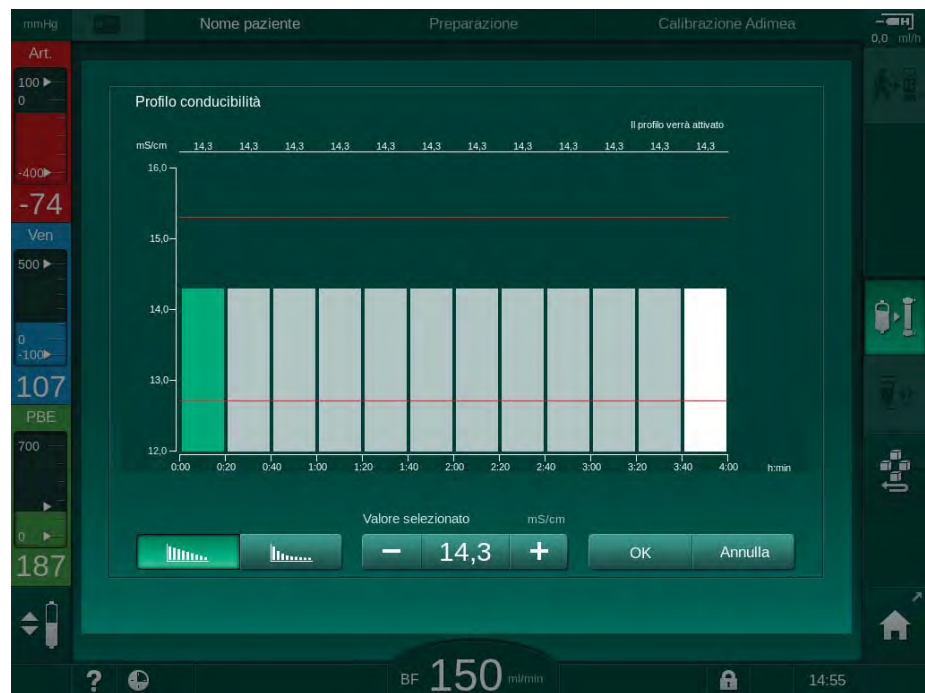 mmHg Nome paziente Preparazione Calibrazione Adimea
0,0 ml/h
Art.
100
0
-400
-74
Ven
500
0
-100
107
PBE
700
0
187
Profilo conducibilità
Il profilo verrà attivato
mS/cm 14,3 14,3 14,3 14,3 14,3 14,3 14,3 14,3 14,3 14,3 14,3 14,3
16,0
15,0
14,0
13,0
12,0
0:00 0:20 0:40 1:00 1:20 1:40 2:00 2:20 2:40 3:00 3:20 3:40 4:00 h:min
Valore selezionato mS/cm
− 14,3 + OK Annulla
? BF 150 ml/min 14:55